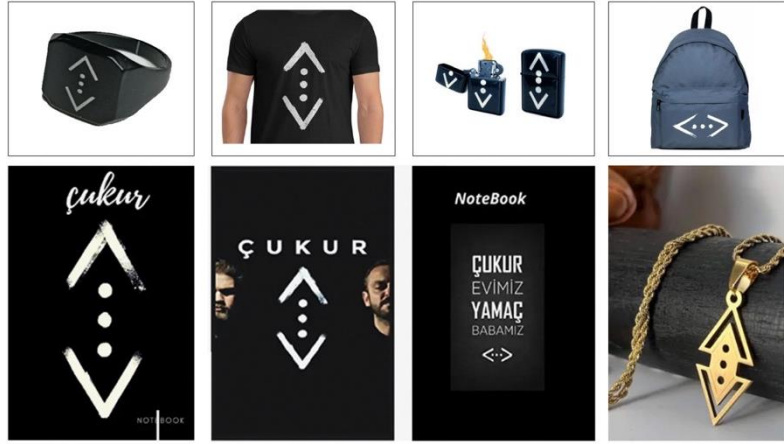 çukur
NOTEBOOK
ÇUKUR
NoteBook
ÇUKUR
EVİMİZ
YAMAÇ
BABAMIZ